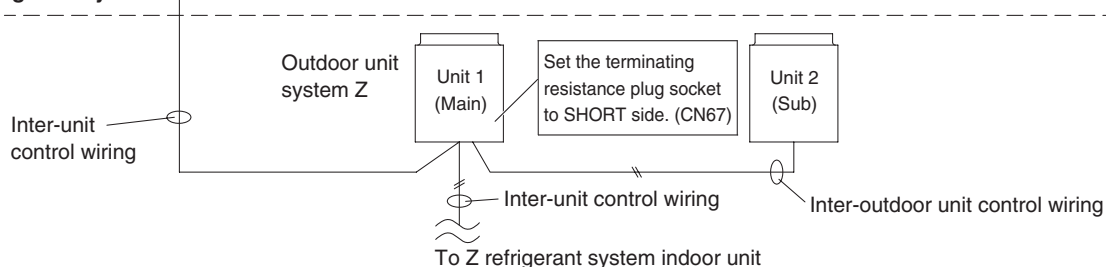 Outdoor unit
system Z
Unit 1
(Main)
Set the terminating
resistance plug socket
to SHORT side. (CN67)
Unit 2
(Sub)
Inter-unit
control wiring
Inter-unit control wiring
Inter-outdoor unit control wiring
To Z refrigerant system indoor unit